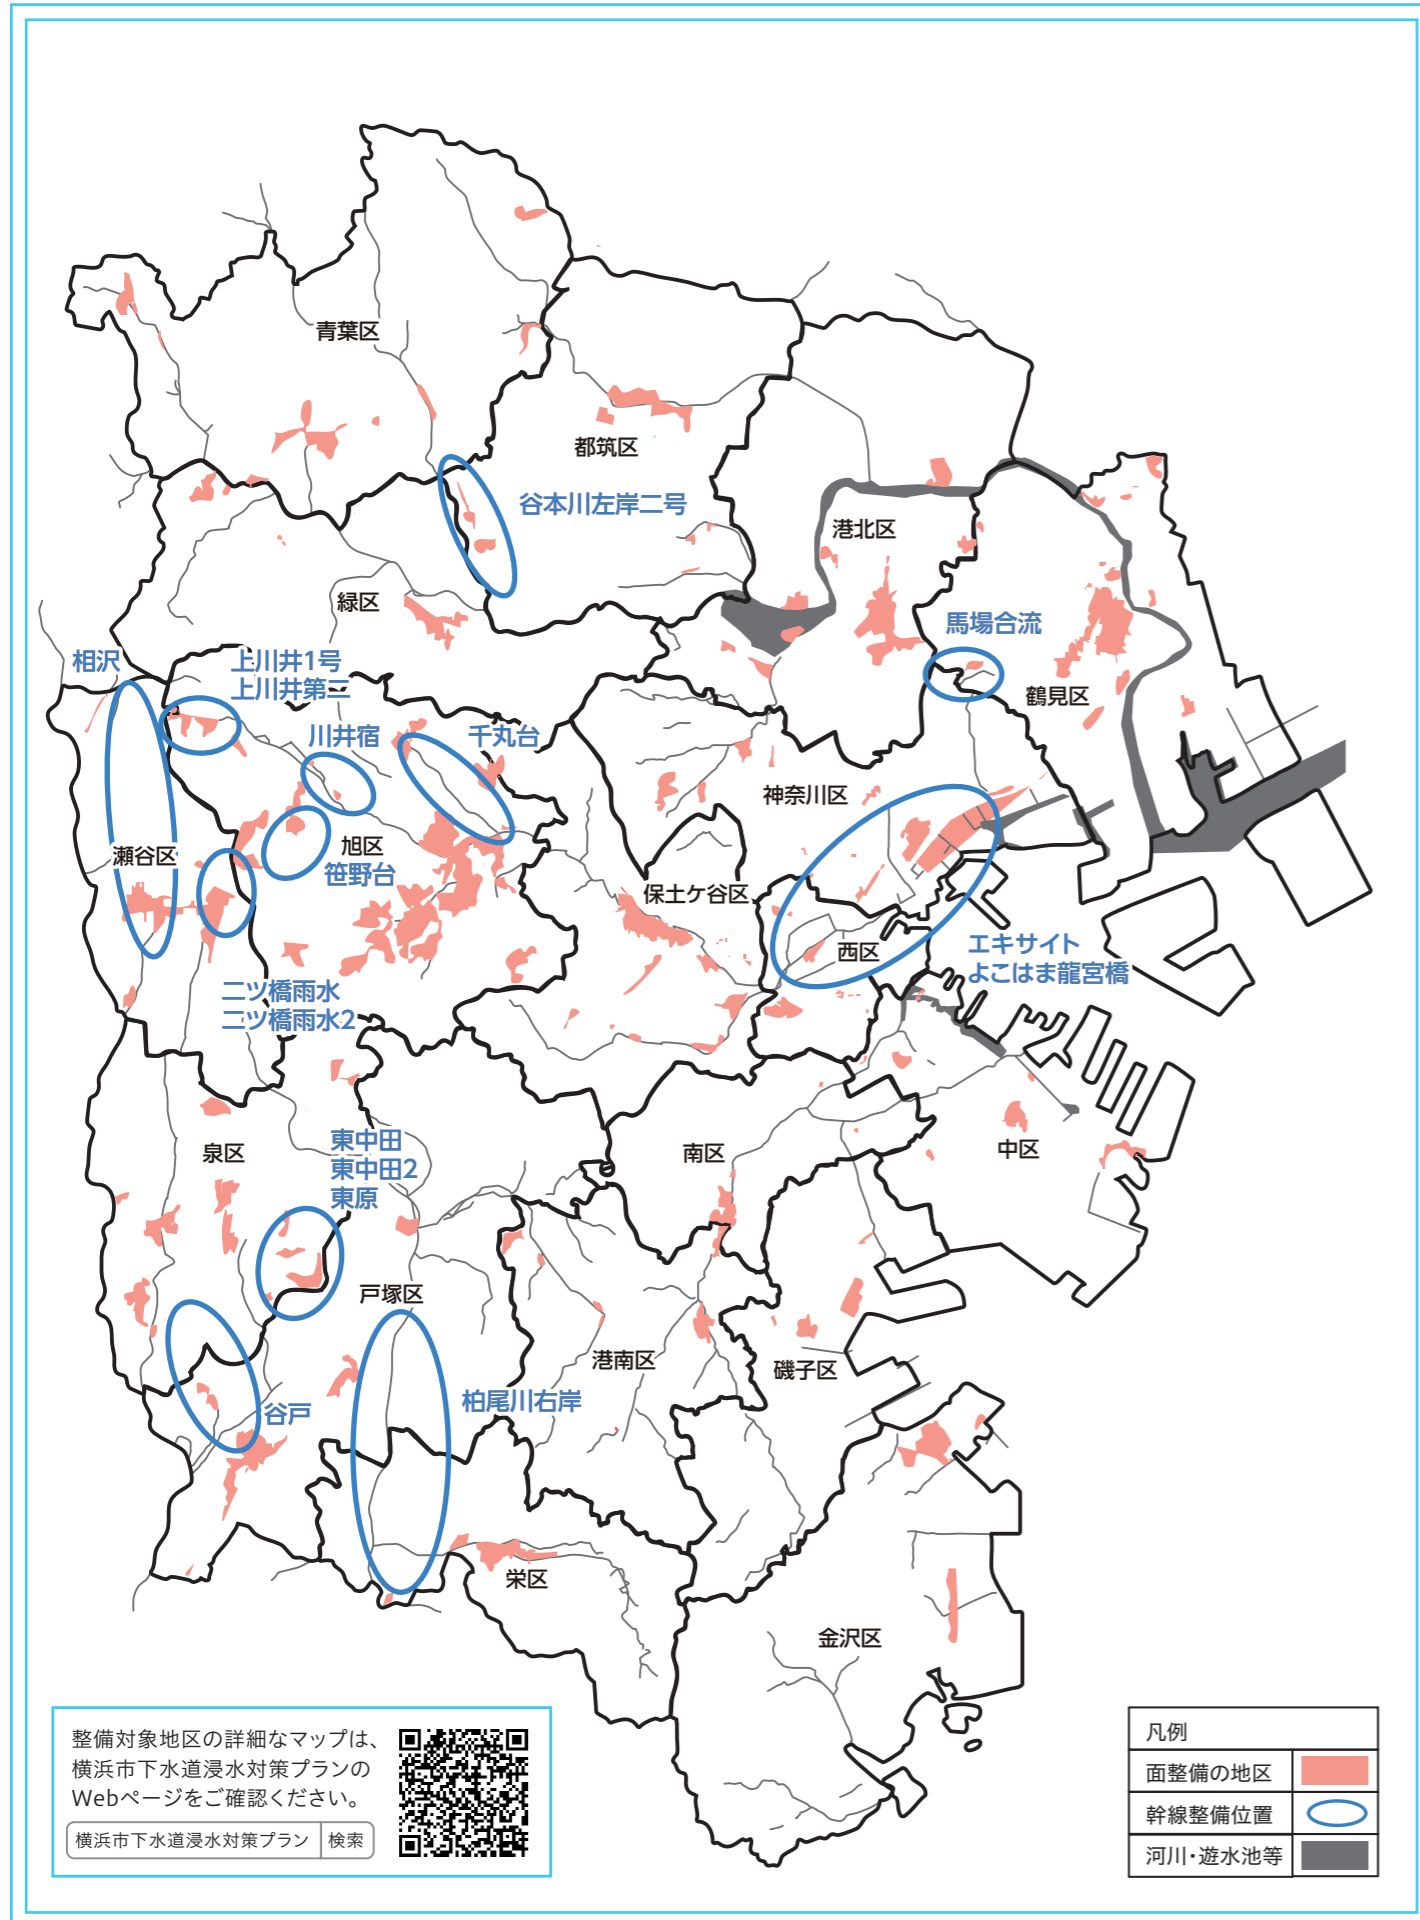 青葉区
都筑区
谷本川左岸二号
港北区
緑区
馬場合流
鶴見区
相沢
上川井1号
上川井第二
川井宿
千丸台
神奈川区
瀬谷区
旭区
笹野台
保土ケ谷区
西区
エキサイト
よこはま龍宮橋
二ツ橋雨水
二ツ橋雨水2
泉区
東中田
東中田2
東原
南区
中区
戸塚区
港南区
磯子区
柏尾川右岸
谷戸
栄区
金沢区
整備対象地区の詳細なマップは、
横浜市下水道浸水対策プランの
Webページをご確認ください。
横浜市下水道浸水対策プラン 検索
凡例
面整備の地区
幹線整備位置
河川・遊水池等